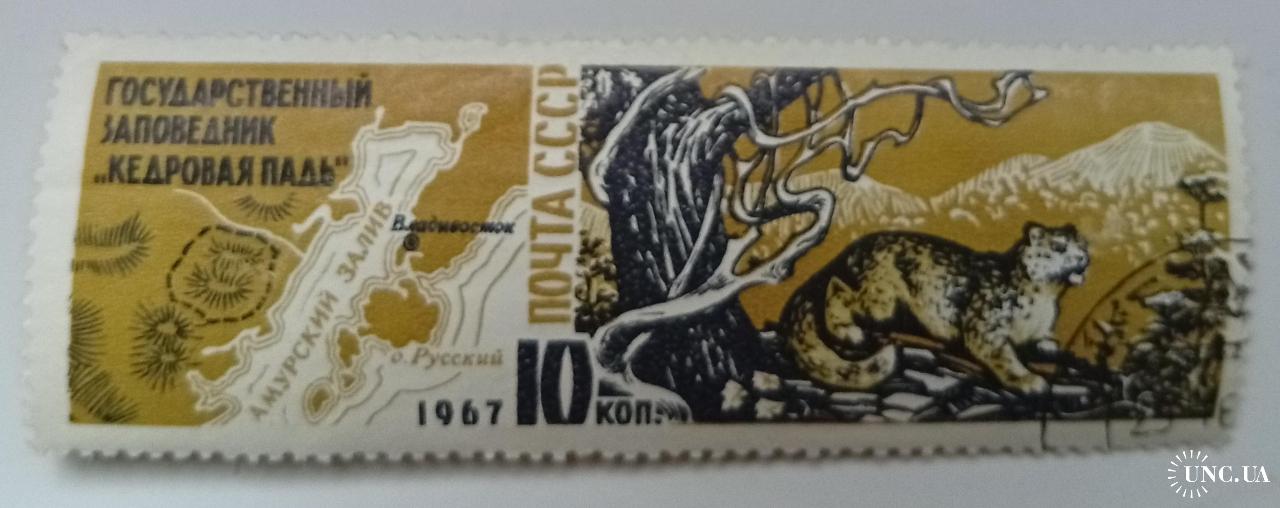 ГОСУДАРСТВЕННЫЙ
ЗАПОВЕДНИК
„КЕДРОВАЯ ПАДЬ“
Владивосток
АМУРСКИЙ ЗАЛИВ
о. Русский
1967
ПОЧТА СССР
10 КОП.
UNC.UA